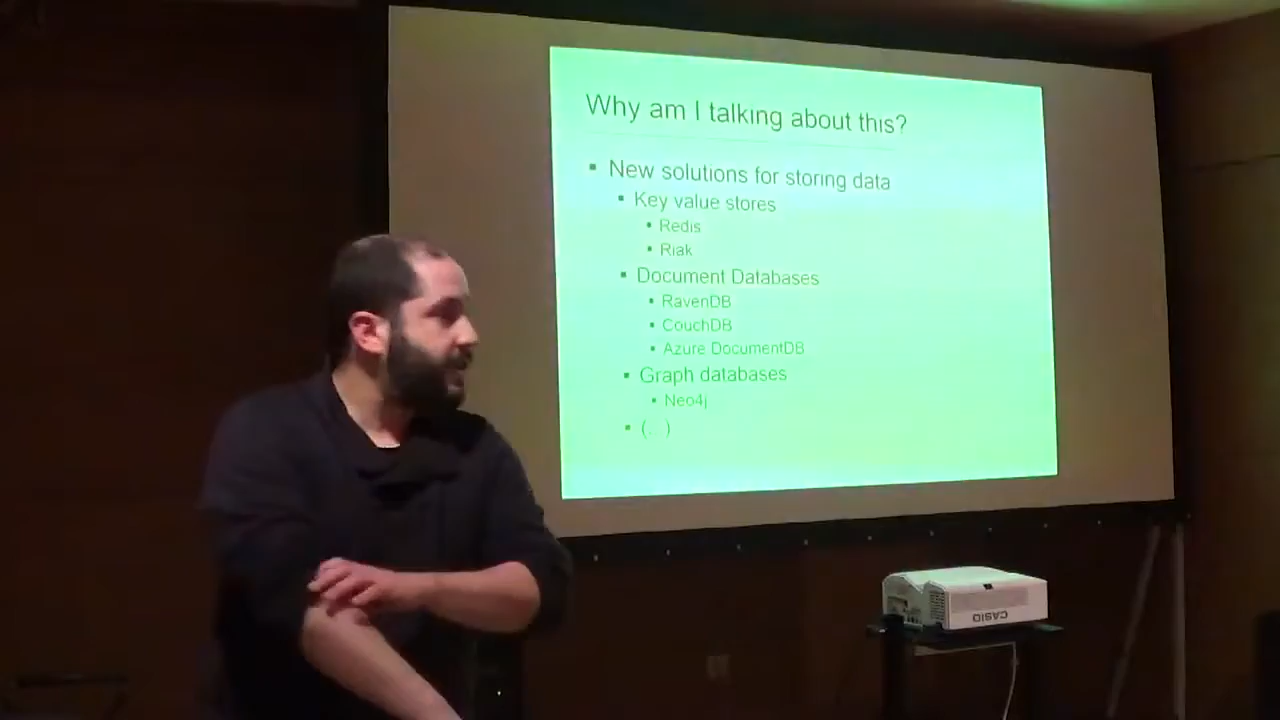 Why am I talking about this?
▪ New solutions for storing data
▪ Key value stores
▪ Redis
▪ Riak
▪ Document Databases
▪ RavenDB
▪ CouchDB
▪ Azure DocumentDB
▪ Graph databases
▪ Neo4j
▪ (...)
CASIO